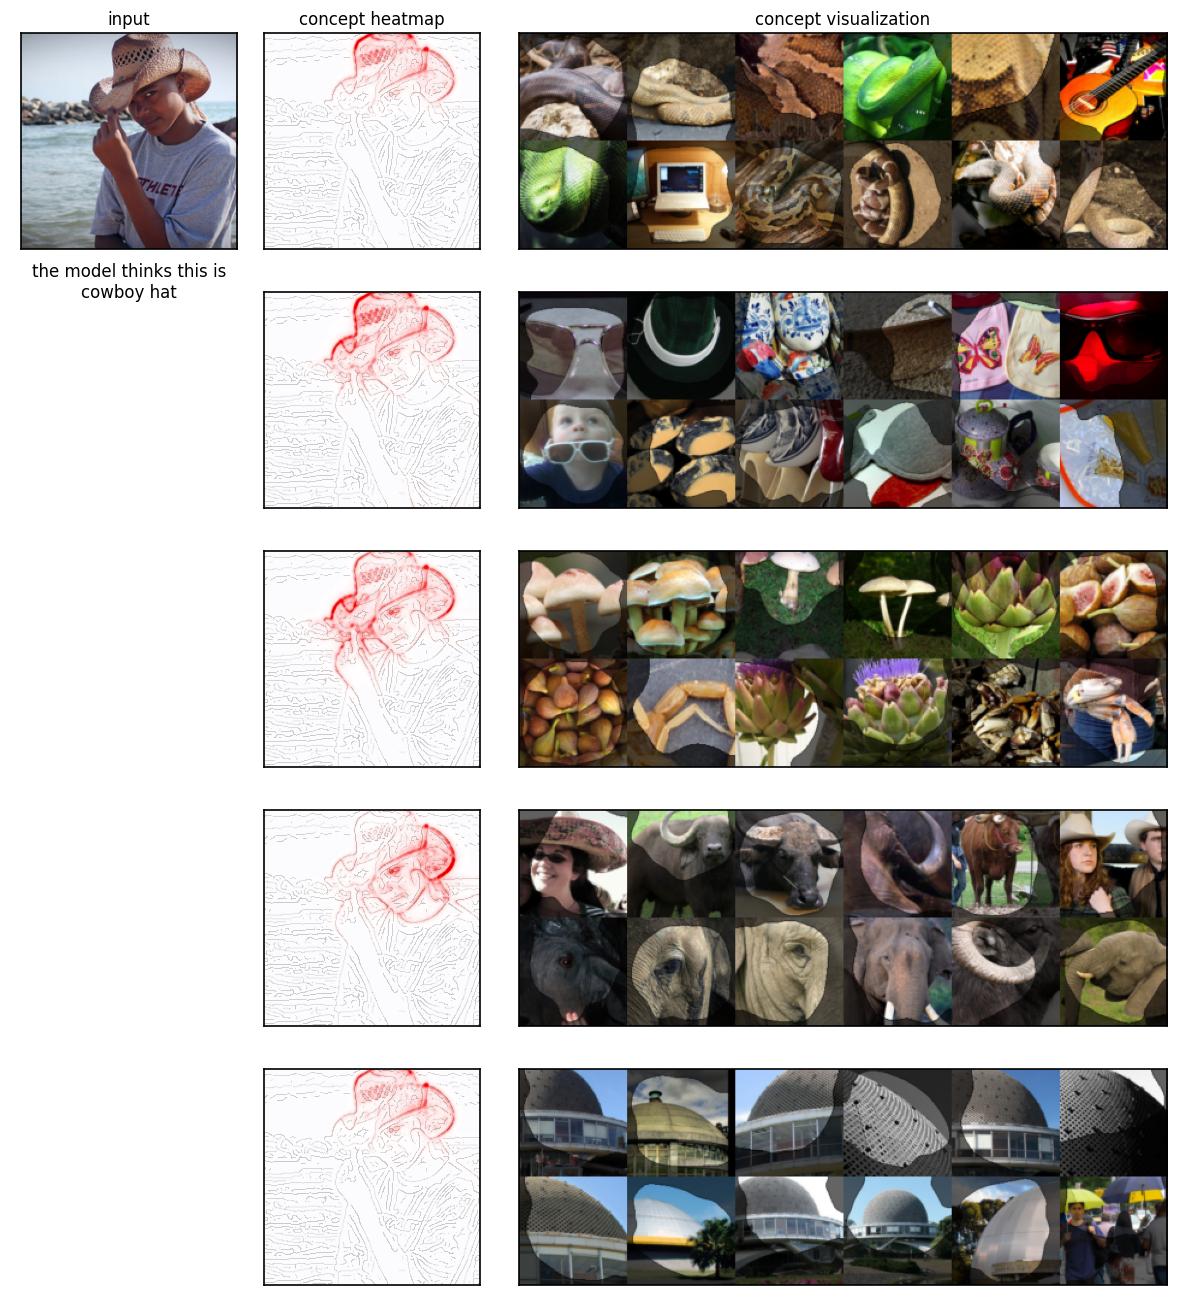 input
concept heatmap
concept visualization
the model thinks this is
cowboy hat